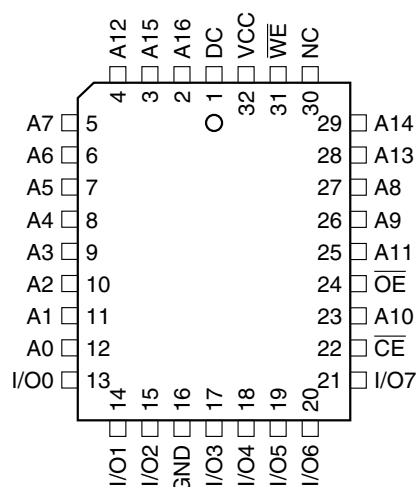 A12 A15 A16 DC VCC WE NC
4 3 2 1 32 31 30
A7 5 29 A14
A6 6 28 A13
A5 7 27 A8
A4 8 26 A9
A3 9 25 A11
A2 10 24 OE
A1 11 23 A10
A0 12 22 CE
I/O0 13 21 I/O7
14 15 16 17 18 19 20
I/O1 I/O2 GND I/O3 I/O4 I/O5 I/O6